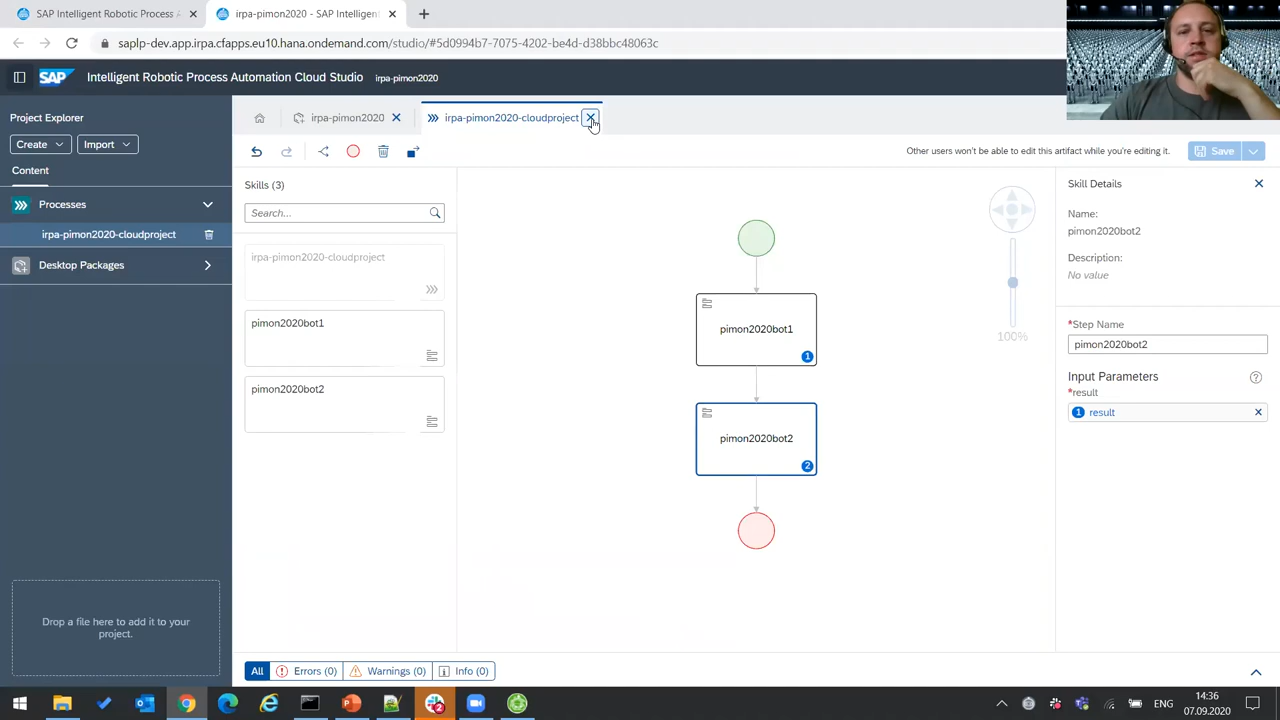 SAP Intelligent Robotic Process A
irpa-pimon2020 - SAP Intelligent
saplp-dev.app.irpa.cfapps.eu10.hana.ondemand.com/studio/#5d0994b7-7075-4202-be4d-d38bbc48063c
SAP Intelligent Robotic Process Automation Cloud Studio irpa-pimon2020
Project Explorer
Create
Import
Content
Processes
irpa-pimon2020-cloudproject
Desktop Packages
Drop a file here to add it to your
project.
irpa-pimon2020
irpa-pimon2020-cloudproject
Other users won't be able to edit this artifact while you're editing it.
Save
Skills (3)
Search...
irpa-pimon2020-cloudproject
pimon2020bot1
pimon2020bot2
pimon2020bot1
1
pimon2020bot2
2
100%
Skill Details
Name:
pimon2020bot2
Description:
No value
*Step Name
pimon2020bot2
Input Parameters
*result
1 result
All
Errors (0)
Warnings (0)
Info (0)
ENG
14:36
07.09.2020